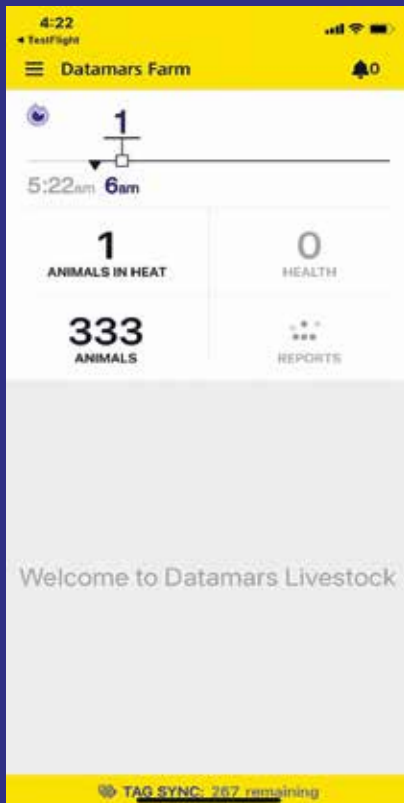 4:22
◀ TestFlight
Datamars Farm
0
1
5:22am 6am
1
ANIMALS IN HEAT
0
HEALTH
333
ANIMALS
REPORTS
Welcome to Datamars Livestock
TAG SYNC: 267 remaining